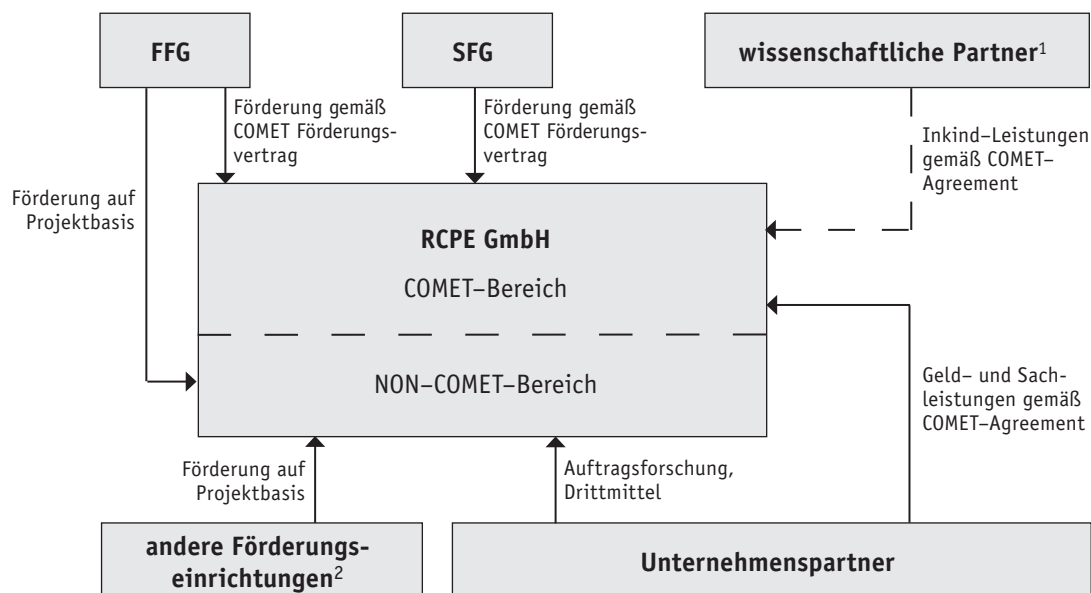 FFG
SFG
wissenschaftliche Partner¹
Förderung gemäß
COMET Förderungs-
vertrag
Förderung gemäß
COMET Förderungs-
vertrag
Inkind–Leistungen
gemäß COMET–
Agreement
Förderung auf
Projektbasis
RCPE GmbH
COMET–Bereich
NON–COMET–Bereich
Geld– und Sach-
leistungen gemäß
COMET–Agreement
Förderung auf
Projektbasis
Auftragsforschung,
Drittmittel
andere Förderungs-
einrichtungen²
Unternehmenspartner